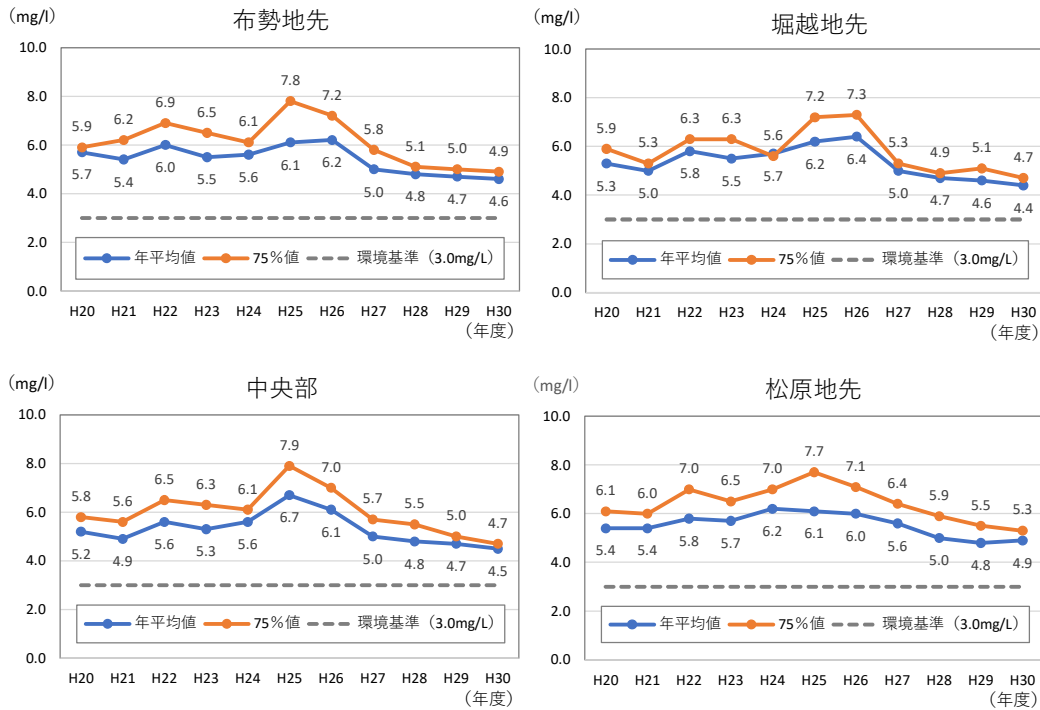 (mg/l)
布勢地先
10.0
8.0
6.0
4.0
2.0
0.0
5.9 6.2 6.9 6.5 6.1 7.8 7.2 5.8 5.1 5.0 4.9
5.7 5.4 6.0 5.5 5.6 6.1 6.2 5.0 4.8 4.7 4.6
年平均値 75%値 環境基準（3.0mg/L）
H20 H21 H22 H23 H24 H25 H26 H27 H28 H29 H30
（年度）
(mg/l)
堀越地先
10.0
8.0
6.0
4.0
2.0
0.0
5.9 5.3 6.3 6.3 5.6 7.2 7.3 5.3 4.9 5.1 4.7
5.3 5.0 5.8 5.5 5.7 6.2 6.4 5.0 4.7 4.6 4.4
年平均値 75%値 環境基準（3.0mg/L）
H20 H21 H22 H23 H24 H25 H26 H27 H28 H29 H30
（年度）
(mg/l)
中央部
10.0
8.0
6.0
4.0
2.0
0.0
5.8 5.6 6.5 6.3 6.1 7.9 7.0 5.7 5.5 5.0 4.7
5.2 4.9 5.6 5.3 5.6 6.7 6.1 5.0 4.8 4.7 4.5
年平均値 75%値 環境基準（3.0mg/L）
H20 H21 H22 H23 H24 H25 H26 H27 H28 H29 H30
（年度）
(mg/l)
松原地先
10.0
8.0
6.0
4.0
2.0
0.0
6.1 6.0 7.0 6.5 7.0 7.7 7.1 6.4 5.9 5.5 5.3
5.4 5.4 5.8 5.7 6.2 6.1 6.0 5.6 5.0 4.8 4.9
年平均値 75%値 環境基準（3.0mg/L）
H20 H21 H22 H23 H24 H25 H26 H27 H28 H29 H30
（年度）